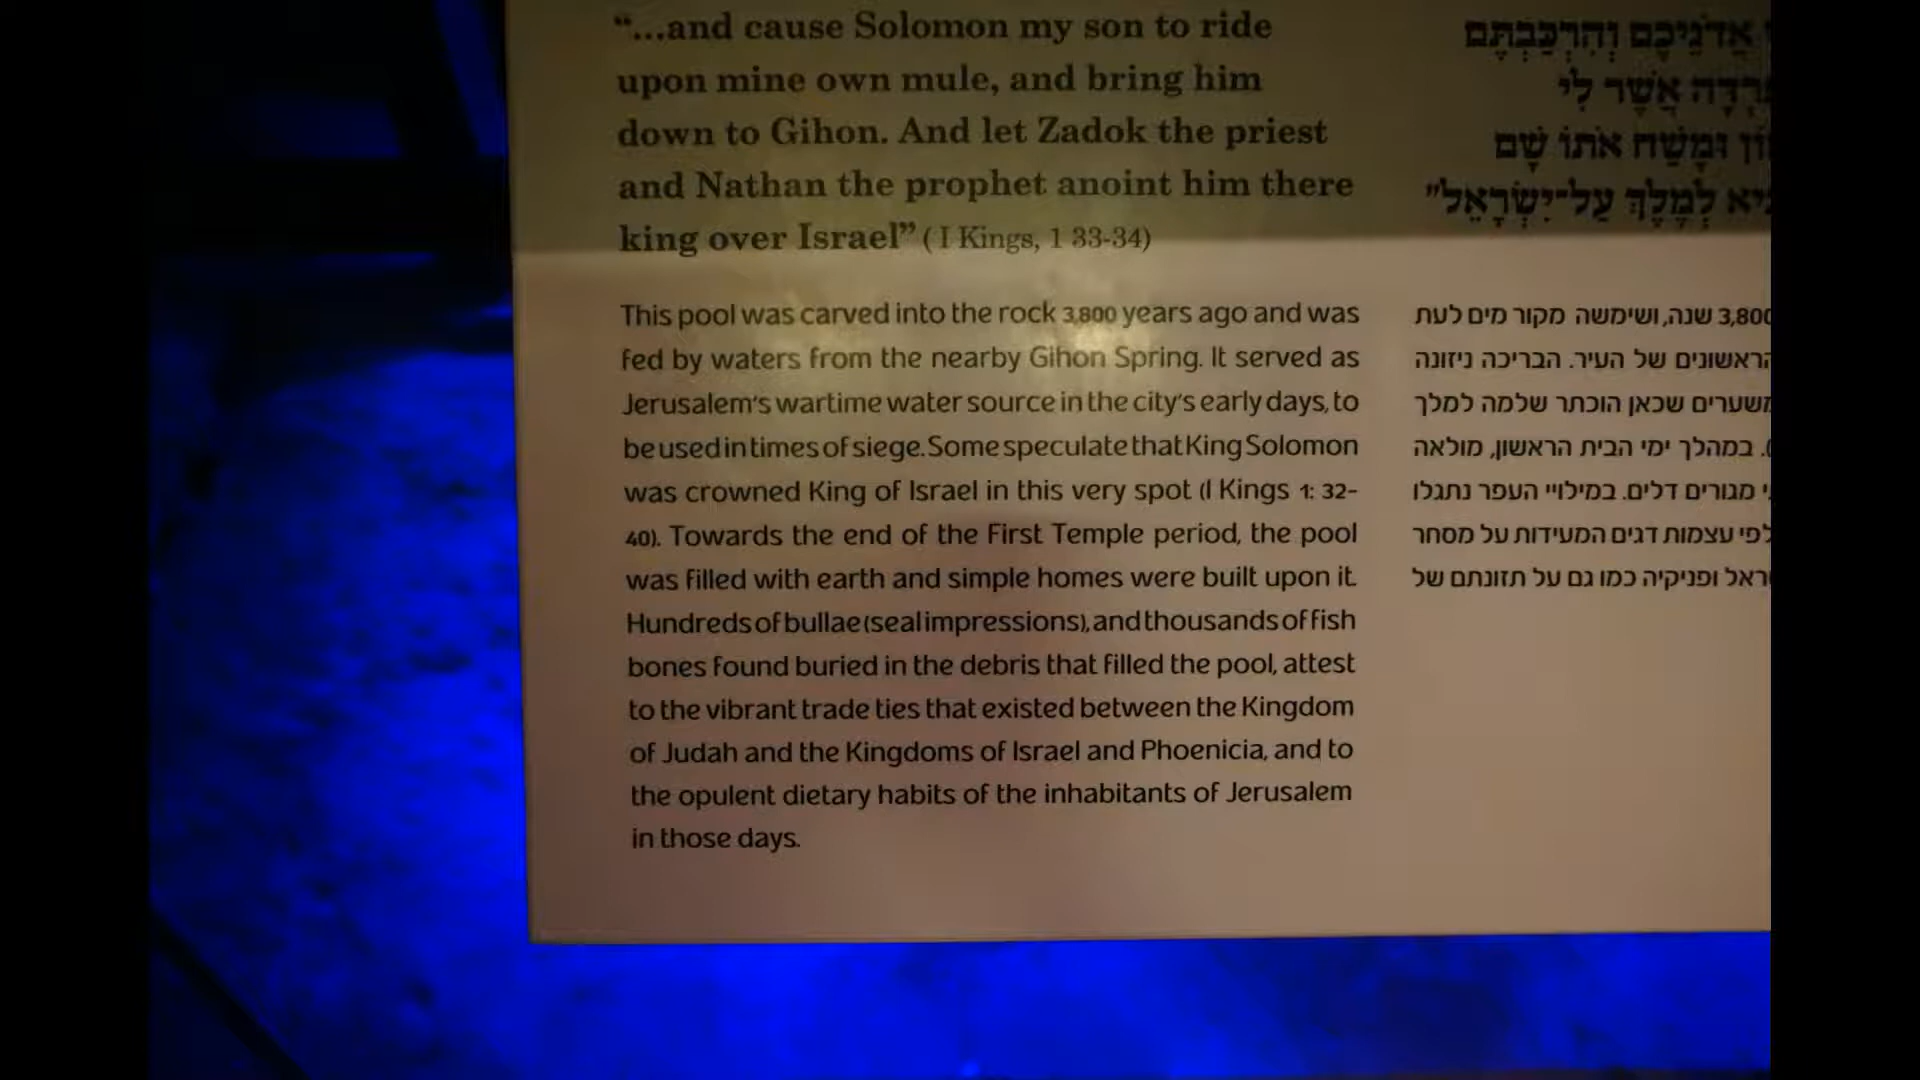 “...and cause Solomon my son to ride
upon mine own mule, and bring him
down to Gihon. And let Zadok the priest
and Nathan the prophet anoint him there
king over Israel” ( I Kings, 1 33-34)
This pool was carved into the rock 3,800 years ago and was
fed by waters from the nearby Gihon Spring. It served as
Jerusalem's wartime water source in the city's early days, to
be used in times of siege. Some speculate that King Solomon
was crowned King of Israel in this very spot (I Kings 1: 32-
40). Towards the end of the First Temple period, the pool
was filled with earth and simple homes were built upon it.
Hundreds of bullae (seal impressions), and thousands of fish
bones found buried in the debris that filled the pool, attest
to the vibrant trade ties that existed between the Kingdom
of Judah and the Kingdoms of Israel and Phoenicia, and to
the opulent dietary habits of the inhabitants of Jerusalem
in those days.
אֲדֹנֵיכֶם וְהִרְכַּבְתֶּם
אֲשֶׁר לִי
וּמָשַׁח אֹתוֹ שָׁם
לְמֶלֶךְ עַל־יִשְׂרָאֵל”
3,800 שנה, ושימשה מקור מים לעת
הראשונים של העיר. הבריכה ניזונה
שכאן הוכתר שלמה למלך
במהלך ימי הבית הראשון, מולאה
מגורים דלים. במילויי העפר נתגלו
עצמות דגים המעידות על מסחר
ופניקיה כמו גם על תזונתם של